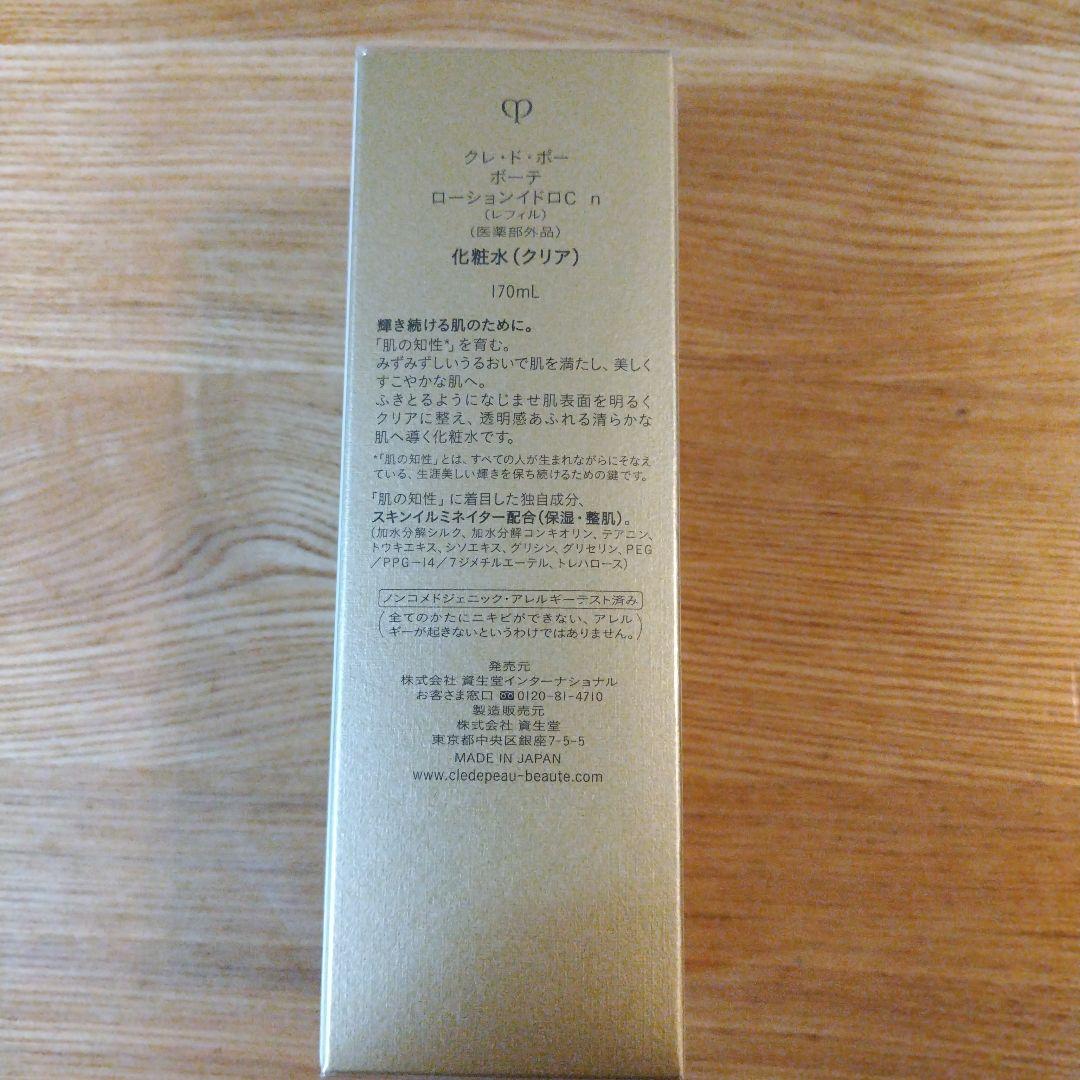 クレ・ド・ポー
ボーテ
ローションイドロC n
(レフィル)
(医薬部外品)
化粧水(クリア)
170mL
輝き続ける肌のために。
「肌の知性*」を育む。
みずみずしいうるおいで肌を満たし、美しく
すこやかな肌へ。
ふきとるようになじませ肌表面を明るく
クリアに整え、透明感あふれる清らかな
肌へ導く化粧水です。
*「肌の知性」とは、すべての人が生まれながらにそなえ
ている、生涯美しい輝きを保ち続けるための鍵です。
「肌の知性」に着目した独自成分、
スキンイルミネイター配合(保湿・整肌)。
(加水分解シルク、加水分解コンキオリン、テアニン、
トウキエキス、シソエキス、グリシン、グリセリン、PEG
/PPG-14/7ジメチルエーテル、トレハロース)
ノンコメドジェニック・アレルギーテスト済み
(全てのかたにニキビができない、アレル
ギーが起きないというわけではありません。)
発売元
株式会社 資生堂インターナショナル
お客さま窓口 0120-81-4710
製造販売元
株式会社 資生堂
東京都中央区銀座7-5-5
MADE IN JAPAN
www.cledepeau-beaute.com